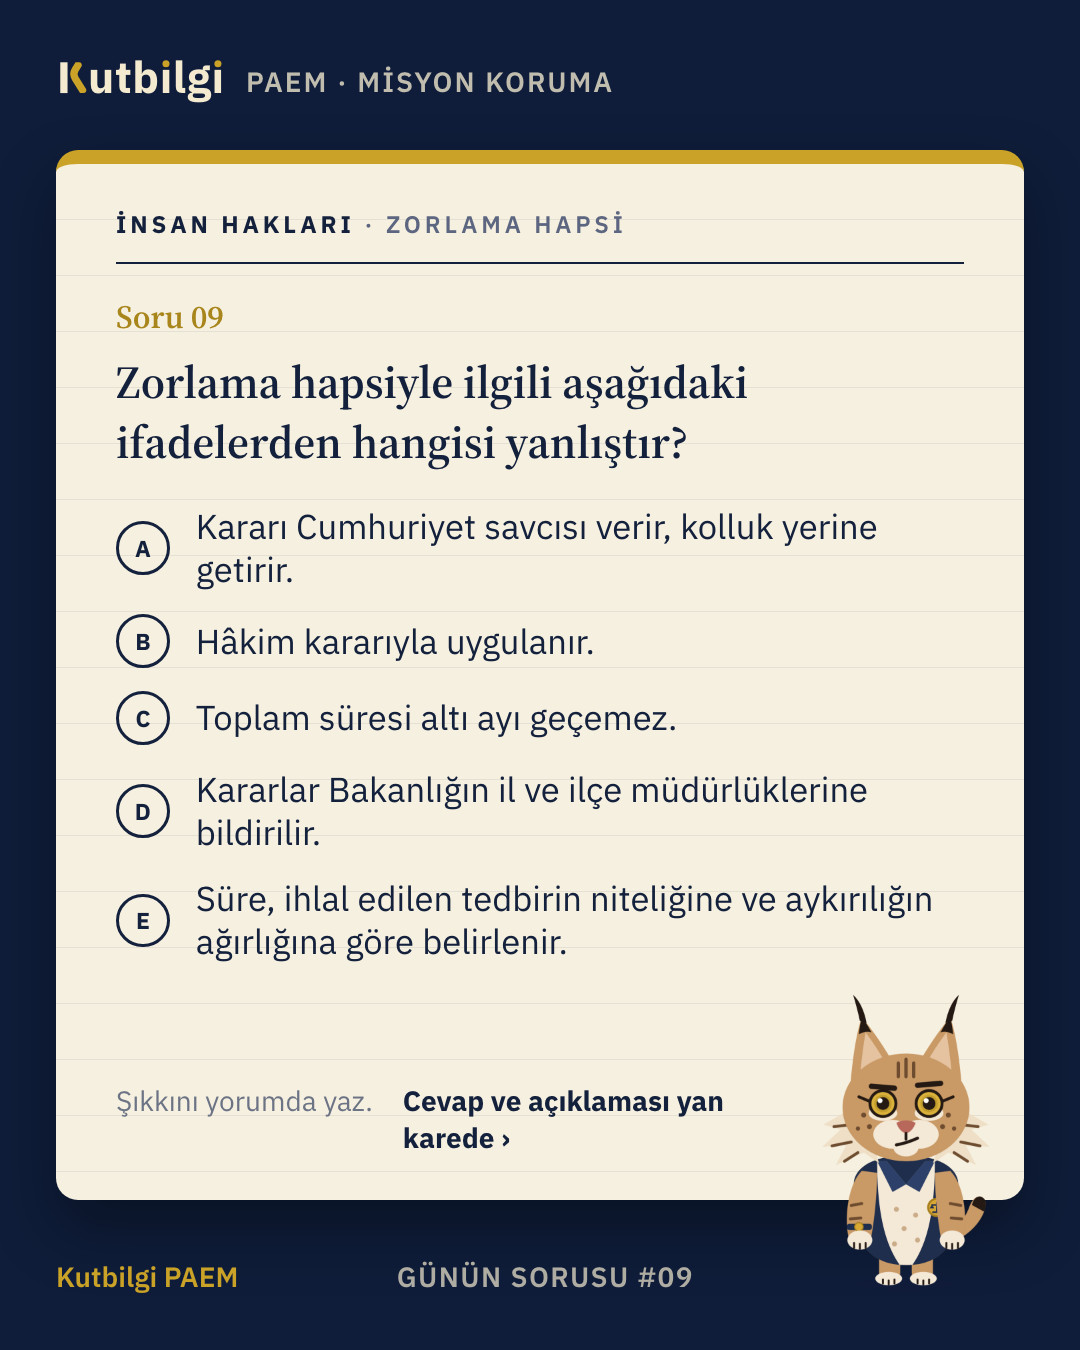 Kutbilgi PAEM · MİSYON KORUMA
İNSAN HAKLARI · ZORLAMA HAPSİ
Soru 09
Zorlama hapsiyle ilgili aşağıdaki
ifadelerden hangisi yanlıştır?
A Kararı Cumhuriyet savcısı verir, kolluk yerine
getirir.
B Hâkim kararıyla uygulanır.
C Toplam süresi altı ayı geçemez.
D Kararlar Bakanlığın il ve ilçe müdürlüklerine
bildirilir.
E Süre, ihlal edilen tedbirin niteliğine ve aykırılığın
ağırlığına göre belirlenir.
Şıkkını yorumda yaz. Cevap ve açıklaması yan
karede ›
Kutbilgi PAEM GÜNÜN SORUSU #09